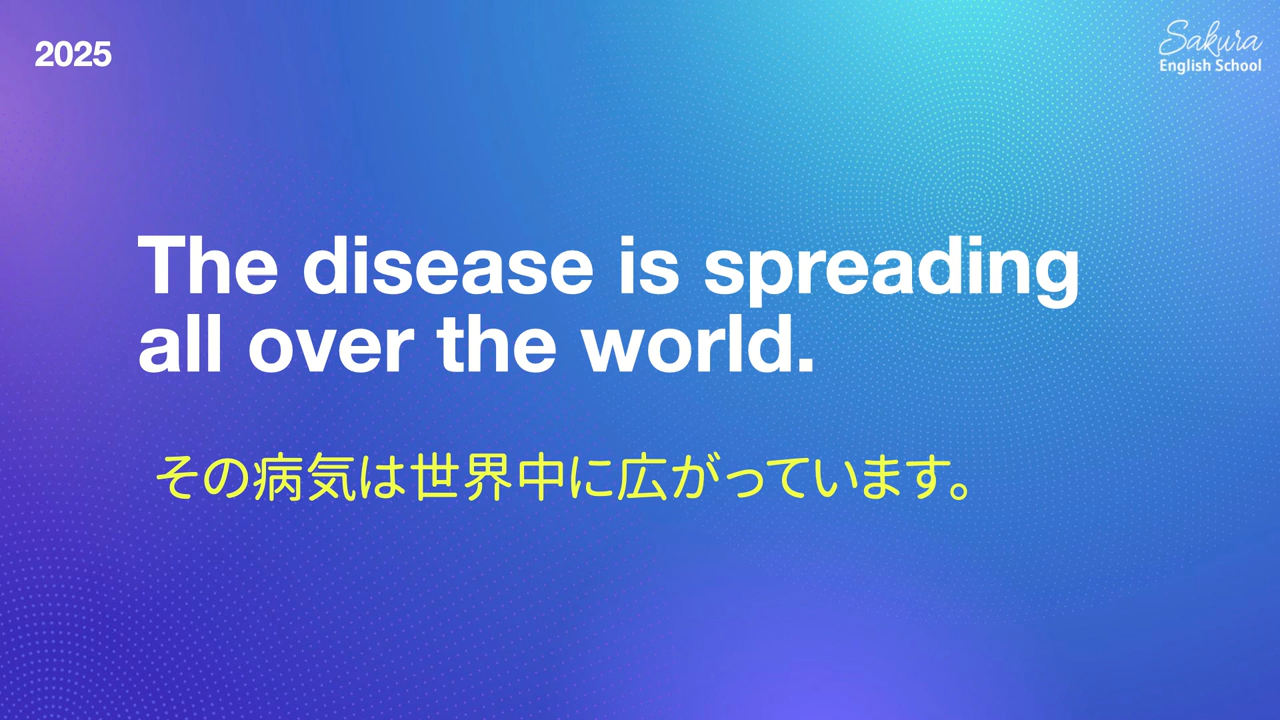 2025
Sakura
English School
The disease is spreading
all over the world.
その病気は世界中に広がっています。